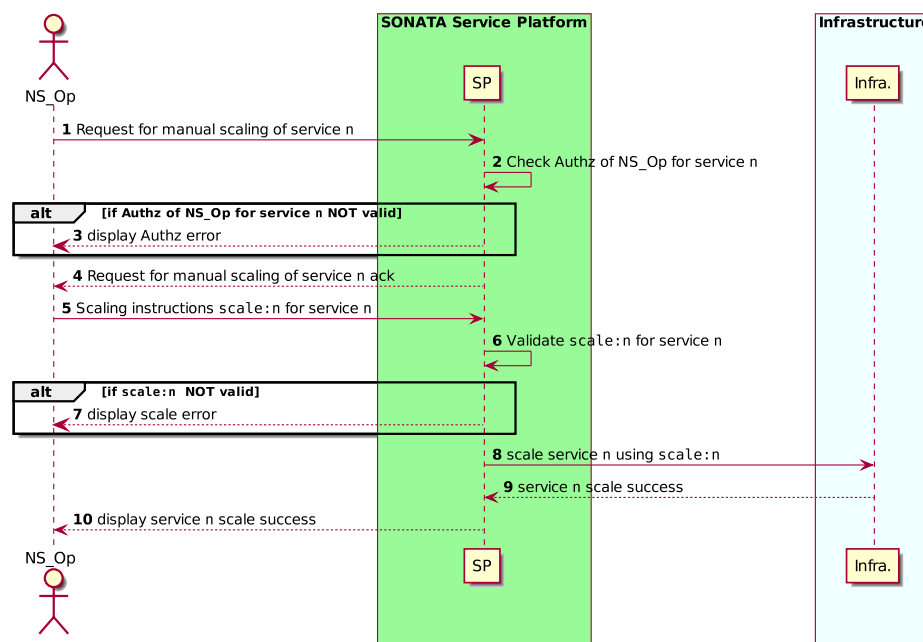 SONATA Service Platform
Infrastructure
NS_Op
SP
Infra.
1 Request for manual scaling of service n
2 Check Authz of NS_Op for service n
alt [if Authz of NS_Op for service n NOT valid]
3 display Authz error
4 Request for manual scaling of service n ack
5 Scaling instructions scale:n for service n
6 Validate scale:n for service n
alt [if scale:n NOT valid]
7 display scale error
8 scale service n using scale:n
9 service n scale success
10 display service n scale success
NS_Op
SP
Infra.